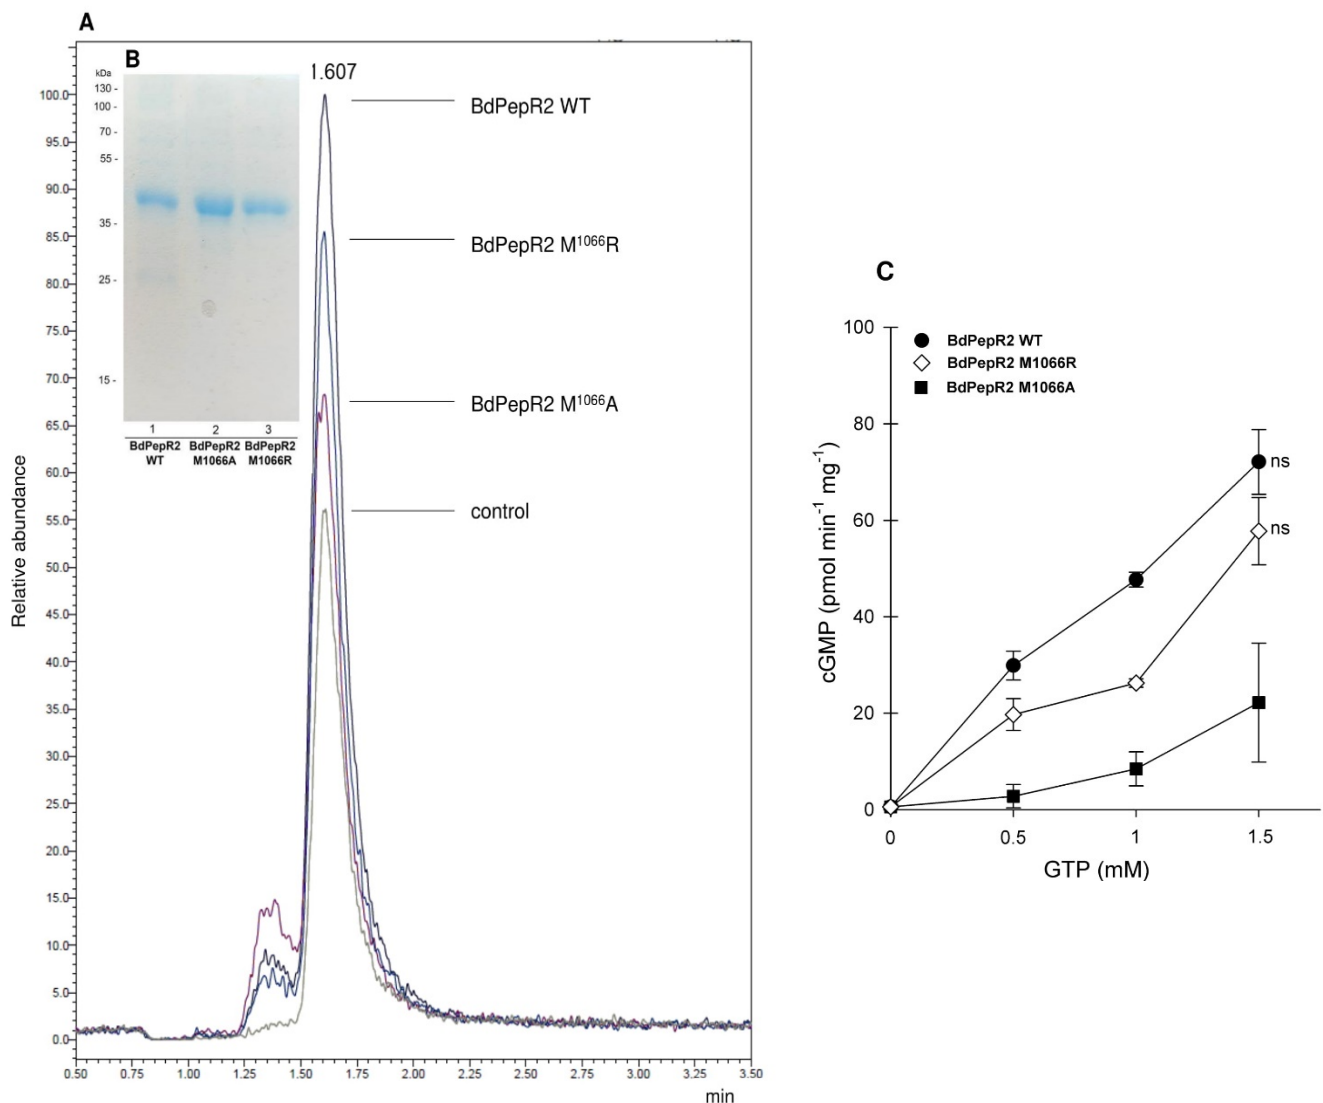 A
B
kDa
130 -
100 -
70 -
55 -
35 -
25 -
15 -
1 2 3
BdPepR2 BdPepR2 BdPepR2
WT M1066A M1066R
1.607
BdPepR2 WT
BdPepR2 M¹⁰⁶⁶R
BdPepR2 M¹⁰⁶⁶A
control
Relative abundance
100.0
95.0
90.0
85.0
80.0
75.0
70.0
65.0
60.0
55.0
50.0
45.0
40.0
35.0
30.0
25.0
20.0
15.0
10.0
5.0
0.0
0.50 0.75 1.00 1.25 1.50 1.75 2.00 2.25 2.50 2.75 3.00 3.25 3.50
min
C
BdPepR2 WT
BdPepR2 M1066R
BdPepR2 M1066A
cGMP (pmol min⁻¹ mg⁻¹)
100
80
60
40
20
0
ns
ns
0 0.5 1 1.5
GTP (mM)